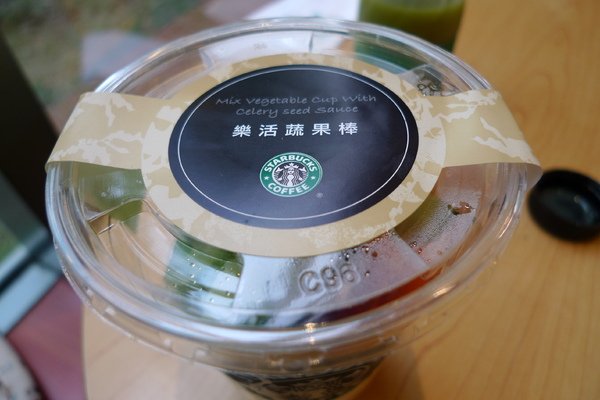 Mix Vegetable Cup With
Celery seed Sauce
樂活蔬果棒
STARBUCKS
COFFEE
C96